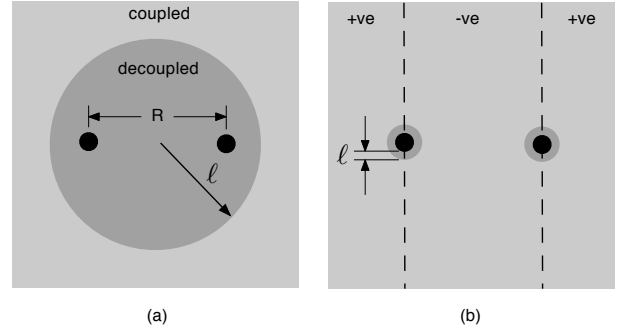 coupled
decoupled
R
ℓ
(a)
+ve -ve +ve
ℓ
(b)